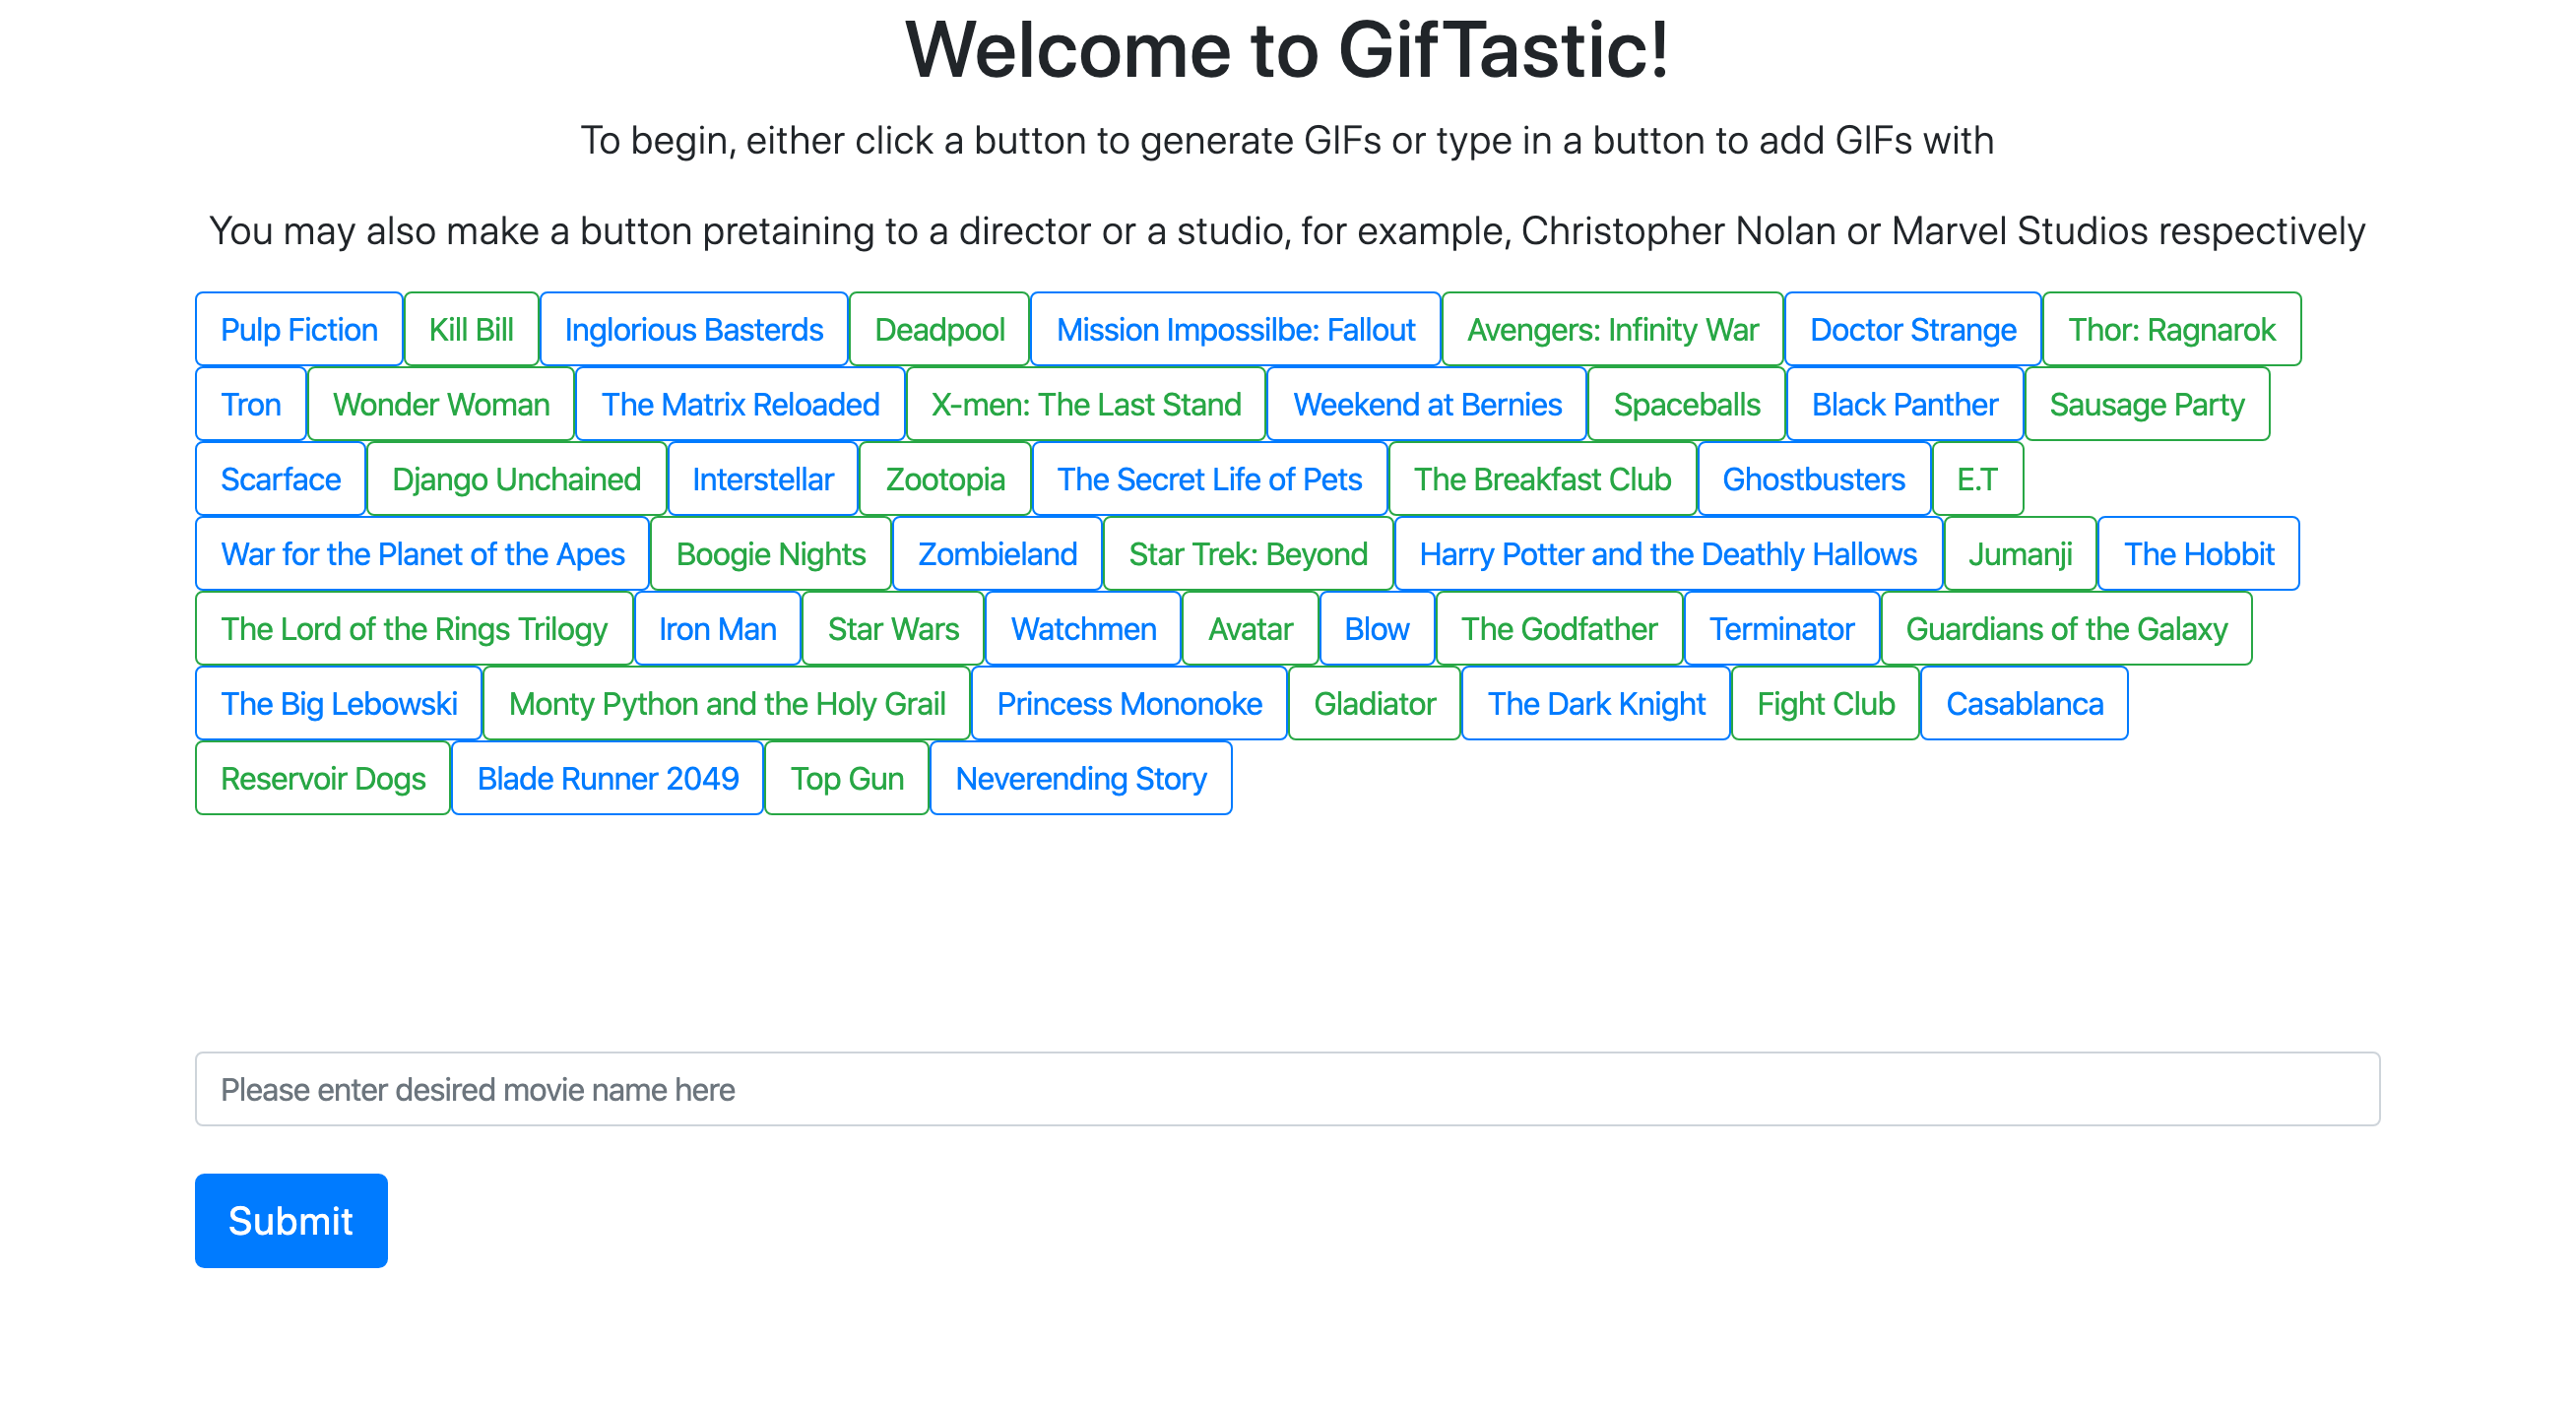 Welcome to GifTastic!
To begin, either click a button to generate GIFs or type in a button to add GIFs with
You may also make a button pretaining to a director or a studio, for example, Christopher Nolan or Marvel Studios respectively
Pulp Fiction Kill Bill Inglorious Basterds Deadpool Mission Impossilbe: Fallout Avengers: Infinity War Doctor Strange Thor: Ragnarok
Tron Wonder Woman The Matrix Reloaded X-men: The Last Stand Weekend at Bernies Spaceballs Black Panther Sausage Party
Scarface Django Unchained Interstellar Zootopia The Secret Life of Pets The Breakfast Club Ghostbusters E.T
War for the Planet of the Apes Boogie Nights Zombieland Star Trek: Beyond Harry Potter and the Deathly Hallows Jumanji The Hobbit
The Lord of the Rings Trilogy Iron Man Star Wars Watchmen Avatar Blow The Godfather Terminator Guardians of the Galaxy
The Big Lebowski Monty Python and the Holy Grail Princess Mononoke Gladiator The Dark Knight Fight Club Casablanca
Reservoir Dogs Blade Runner 2049 Top Gun Neverending Story
Please enter desired movie name here
Submit